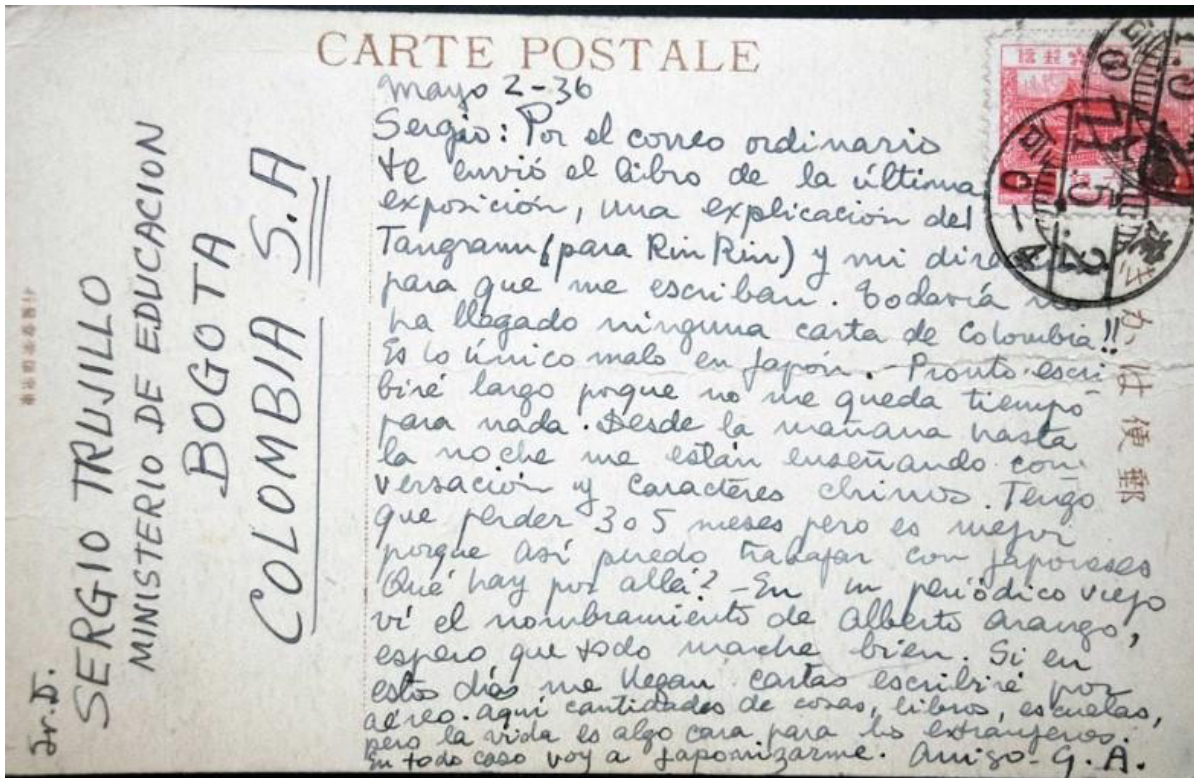 CARTE POSTALE
Mayo 2-36
Sergio: Por el correo ordinario
te envió el libro de la última
exposición, una explicación del
Tangramm (para Rin Rin) y mi direc
para que me escriban. Todavía no
ha llegado ninguna carta de Colombia!!
Es lo único malo en Japón. - Pronto escri
biré largo porque no me queda tiempo
para nada. Desde la mañana hasta
la noche me están enseñando con
versación y caracteres chinos. Tengo
que perder 3 o 5 meses pero es mejor
porque así puedo trabajar con japoneses
Qué hay por allá? - En un periódico viejo
vi el nombramiento de Alberto Arango,
espero que todo marche bien. Si en
estos días me llegan cartas escribiré por
aéreo. Aquí cantidades de cosas, libros, escuelas,
pero la vida es algo cara para los extranjeros.
En todo caso voy a japonizarme. Amigo - G. A.
Sr. D.
SERGIO TRUJILLO
MINISTERIO DE EDUCACION
BOGOTA
COLOMBIA S.A
郵便はがき